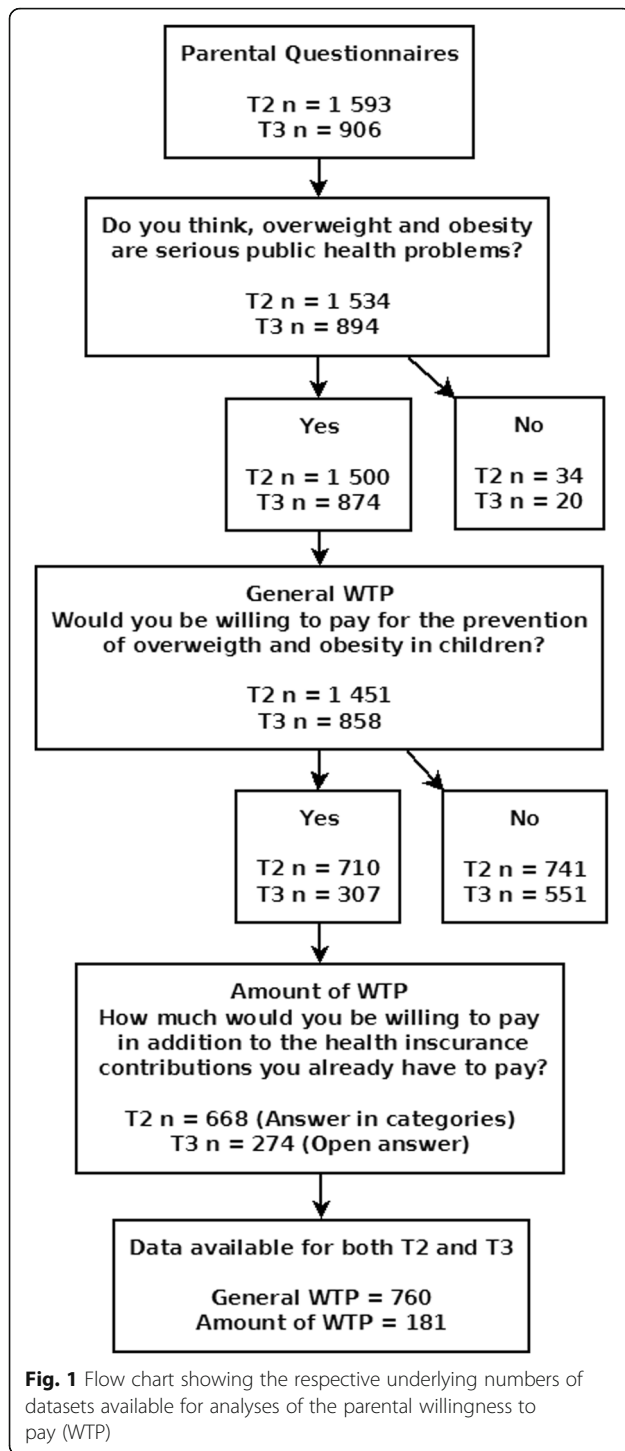 Parental Questionnaires
T2 n = 1 593
T3 n = 906
Do you think, overweight and obesity
are serious public health problems?
T2 n = 1 534
T3 n = 894
Yes
T2 n = 1 500
T3 n = 874
No
T2 n = 34
T3 n = 20
General WTP
Would you be willing to pay for the prevention
of overweigth and obesity in children?
T2 n = 1 451
T3 n = 858
Yes
T2 n = 710
T3 n = 307
No
T2 n = 741
T3 n = 551
Amount of WTP
How much would you be willing to pay
in addition to the health inscurance
contributions you already have to pay?
T2 n = 668 (Answer in categories)
T3 n = 274 (Open answer)
Data available for both T2 and T3
General WTP = 760
Amount of WTP = 181
Fig. 1 Flow chart showing the respective underlying numbers of
datasets available for analyses of the parental willingness to
pay (WTP)